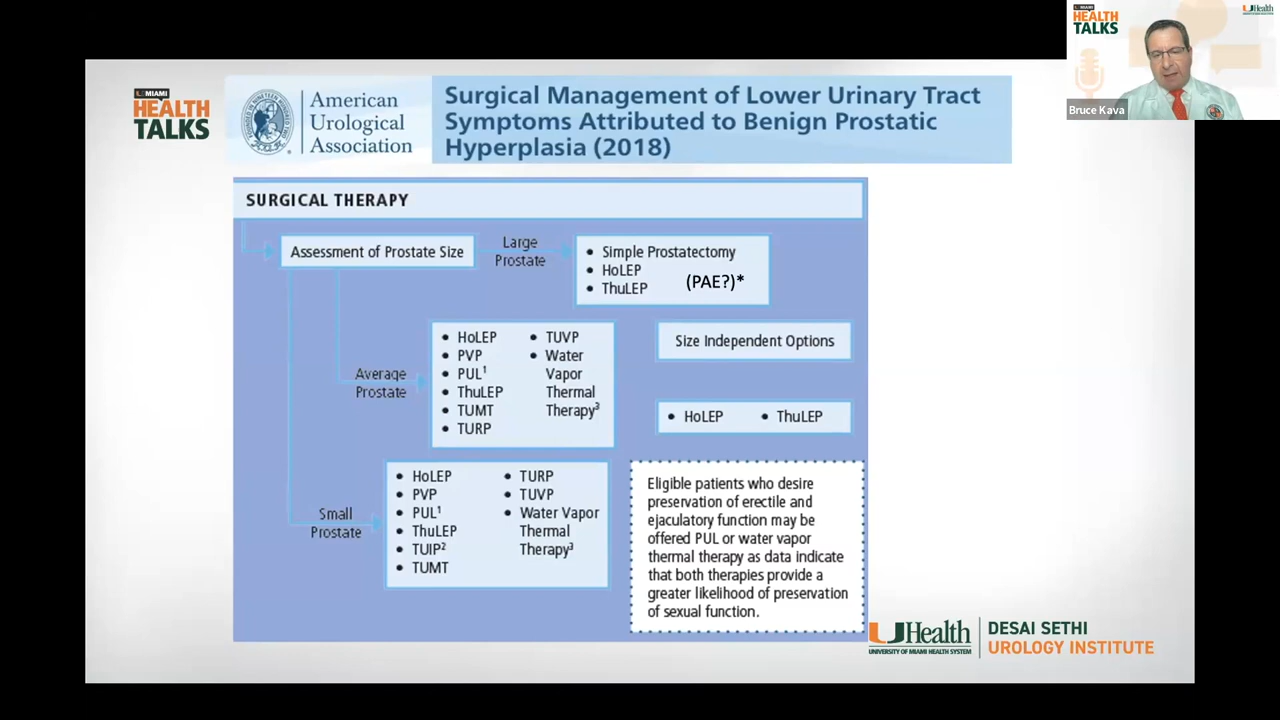 U MIAMI
HEALTH
TALKS
UHealth
Bruce Kava
U MIAMI
HEALTH
TALKS
American
Urological
Association
Surgical Management of Lower Urinary Tract
Symptoms Attributed to Benign Prostatic
Hyperplasia (2018)
SURGICAL THERAPY
Assessment of Prostate Size
Large
Prostate
• Simple Prostatectomy
• HoLEP
• ThuLEP
(PAE?)*
Average
Prostate
• HoLEP
• PVP
• PUL¹
• ThuLEP
• TUMT
• TURP
• TUVP
• Water
Vapor
Thermal
Therapy³
Size Independent Options
• HoLEP • ThuLEP
Small
Prostate
• HoLEP
• PVP
• PUL¹
• ThuLEP
• TUIP²
• TUMT
• TURP
• TUVP
• Water Vapor
Thermal
Therapy³
Eligible patients who desire
preservation of erectile and
ejaculatory function may be
offered PUL or water vapor
thermal therapy as data indicate
that both therapies provide a
greater likelihood of preservation
of sexual function.
UHealth
UNIVERSITY OF MIAMI HEALTH SYSTEM
DESAI SETHI
UROLOGY INSTITUTE